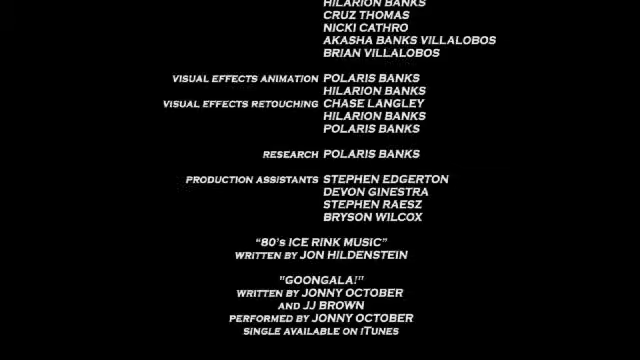 HILARION BANKS
CRUZ THOMAS
NICKI CATHRO
AKASHA BANKS VILLALOBOS
BRIAN VILLALOBOS
VISUAL EFFECTS ANIMATION POLARIS BANKS
HILARION BANKS
VISUAL EFFECTS RETOUCHING CHASE LANGLEY
HILARION BANKS
POLARIS BANKS
RESEARCH POLARIS BANKS
PRODUCTION ASSISTANTS STEPHEN EDGERTON
DEVON GINESTRA
STEPHEN RAESZ
BRYSON WILCOX
“80’s ICE RINK MUSIC”
WRITTEN BY JON HILDENSTEIN
"GOONGALA!"
WRITTEN BY JONNY OCTOBER
AND JJ BROWN
PERFORMED BY JONNY OCTOBER
SINGLE AVAILABLE ON iTUNES